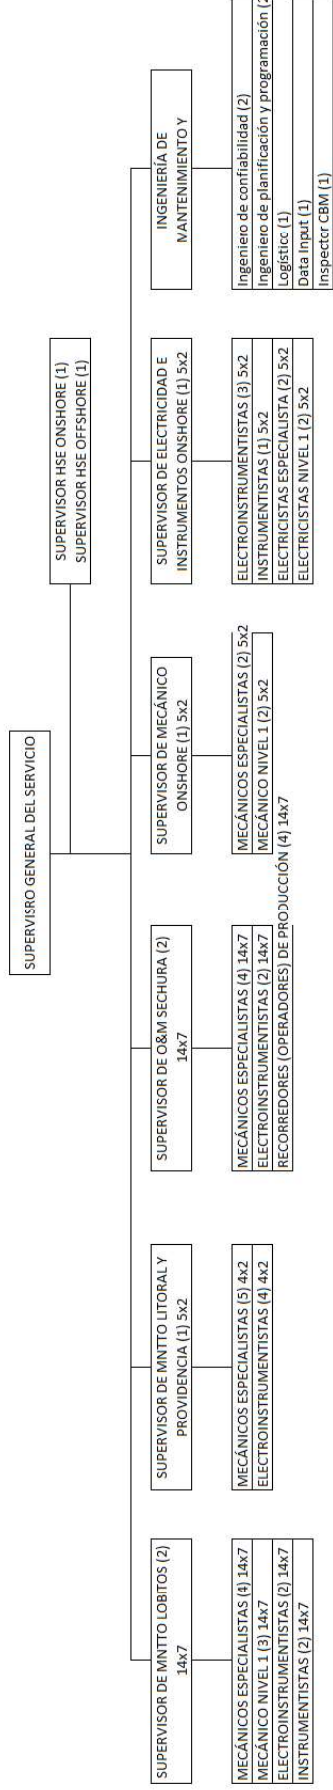 SUPERVISRO GENERAL DEL SERVICIO
SUPERVISOR HSE ONSHORE (1)
SUPERVISOR HSE OFFSHORE (1)
SUPERVISOR DE MNTTO LOBITOS (2)
14x7
MECÁNICOS ESPECIALISTAS (4) 14x7
MECÁNICO NIVEL 1 (3) 14x7
ELECTROINSTRUMENTISTAS (2) 14x7
INSTRUMENTISTAS (2) 14x7
SUPERVISOR DE MNTTO LITORAL Y
PROVIDENCIA (1) 5x2
MECÁNICOS ESPECIALISTAS (5) 4x2
ELECTROINSTRUMENTISTAS (4) 4x2
SUPERVISOR DE O&M SECHURA (2)
14x7
MECÁNICOS ESPECIALISTAS (4) 14x7
ELECTROINSTRUMENTISTAS (2) 14x7
RECORREDORES (OPERADORES) DE PRODUCCIÓN (4) 14x7
SUPERVISOR DE MECÁNICO
ONSHORE (1) 5x2
MECÁNICOS ESPECIALISTAS (2) 5x2
MECÁNICO NIVEL 1 (2) 5x2
SUPERVISOR DE ELECTRICIDAD E
INSTRUMENTOS ONSHORE (1) 5x2
ELECTROINSTRUMENTISTAS (3) 5x2
INSTRUMENTISTAS (1) 5x2
ELECTRICISTAS ESPECIALISTA (2) 5x2
ELECTRICISTAS NIVEL 1 (2) 5x2
INGENIERÍA DE
MANTENIMIENTO Y
Ingeniero de confiabilidad (2)
Ingeniero de planificación y programación (2
Logístico (1)
Data Input (1)
Inspector CBM (1)